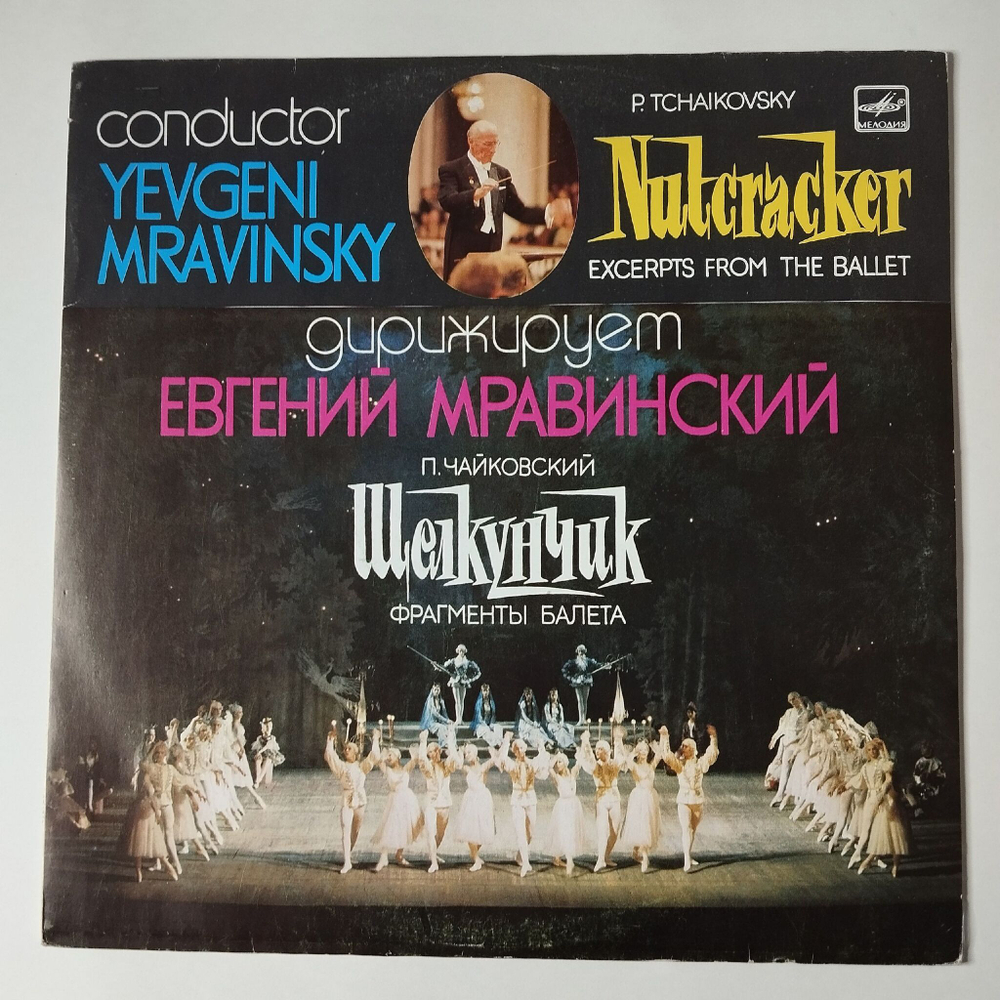 conductor
YEVGENI
MRAVINSKY
P. TCHAIKOVSKY
МЕЛОДИЯ
Nutcracker
EXCERPTS FROM THE BALLET
дирижирует
ЕВГЕНИЙ МРАВИНСКИЙ
П. ЧАЙКОВСКИЙ
Щелкунчик
ФРАГМЕНТЫ БАЛЕТА